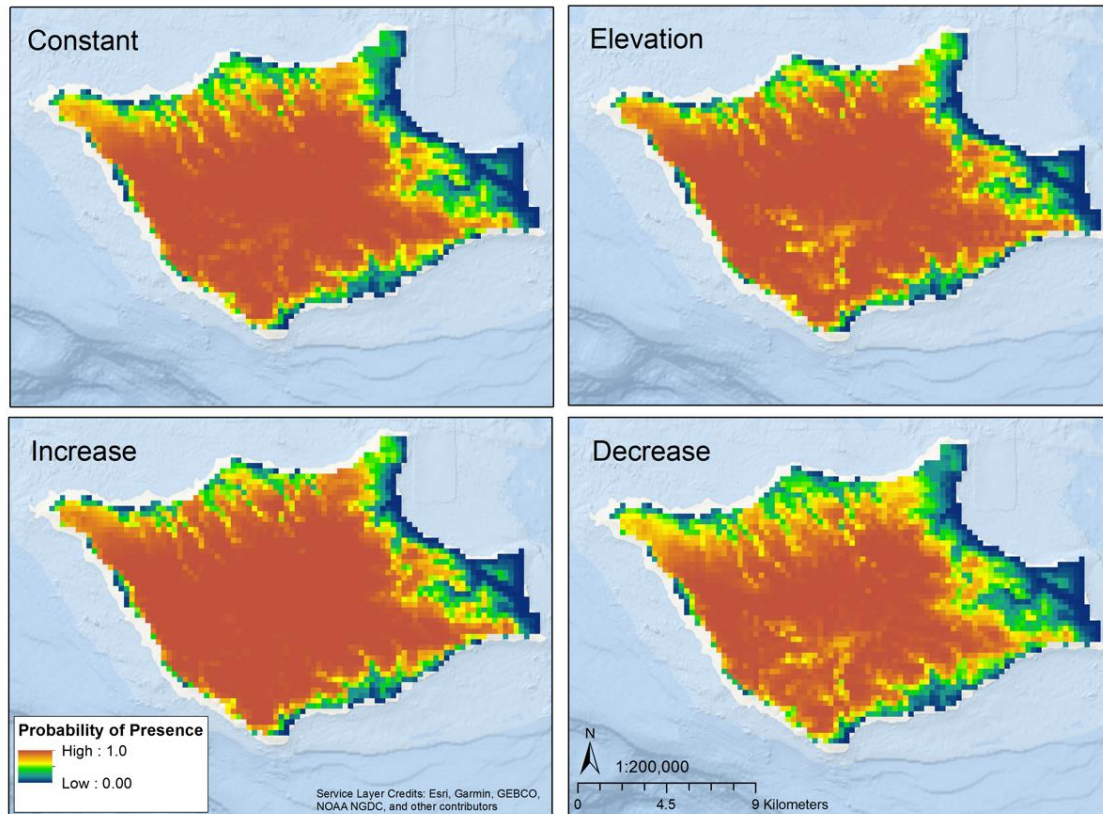 Constant
Elevation
Increase
Decrease
Probability of Presence
High : 1.0
Low : 0.00
Service Layer Credits: Esri, Garmin, GEBCO,
NOAA NGDC, and other contributors
N
1:200,000
0 4.5 9 Kilometers